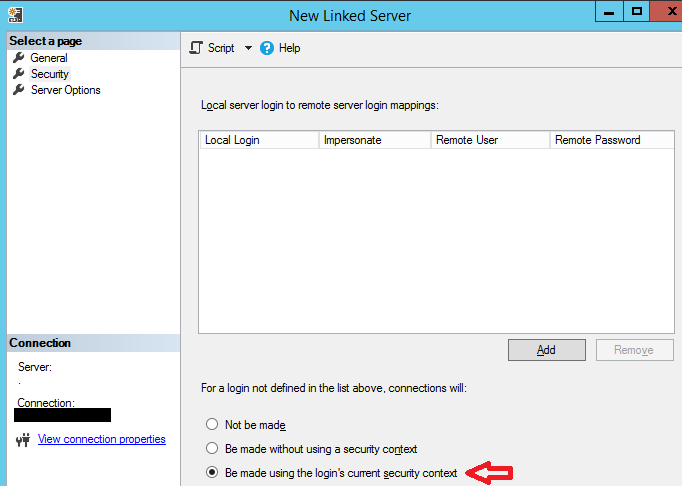 New Linked Server
Select a page
General
Security
Server Options
Script
Help
Local server login to remote server login mappings:
Local Login Impersonate Remote User Remote Password
Add Remove
For a login not defined in the list above, connections will:
Not be made
Be made without using a security context
Be made using the login's current security context
Connection
Server:
.
Connection:
View connection properties